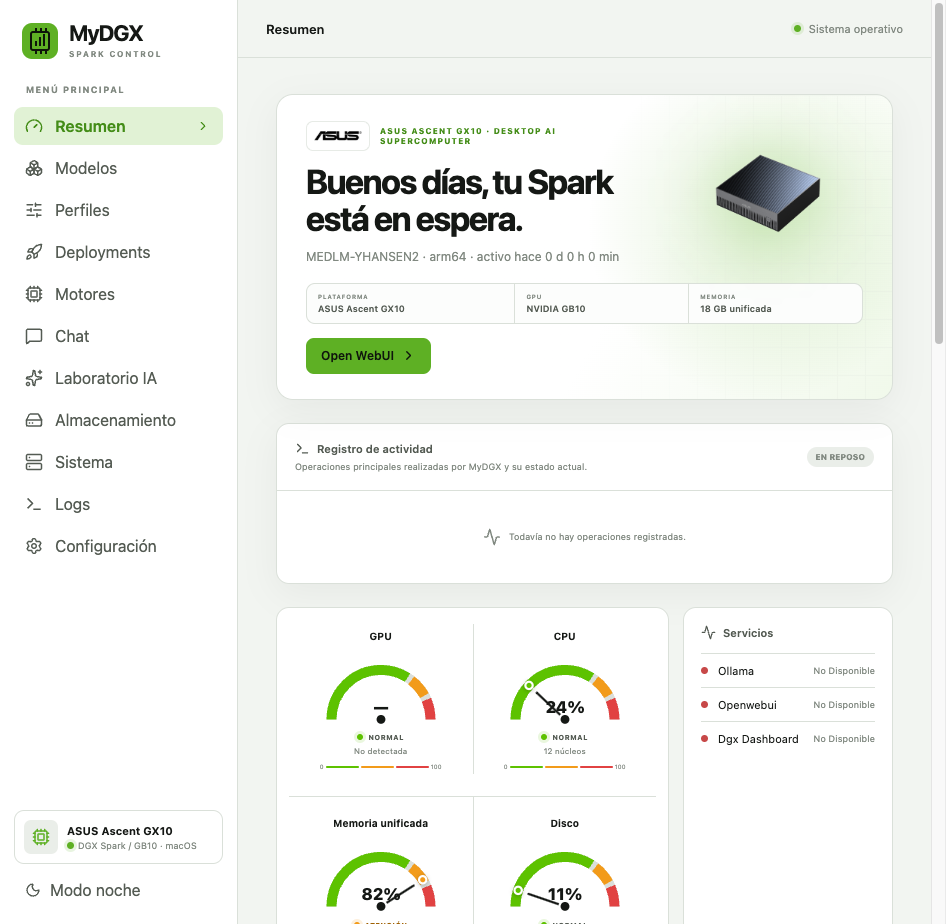 MyDGX
SPARK CONTROL
MENÚ PRINCIPAL
Resumen
Modelos
Perfiles
Deployments
Motores
Chat
Laboratorio IA
Almacenamiento
Sistema
Logs
Configuración
ASUS Ascent GX10
DGX Spark / GB10 · macOS
Modo noche
Resumen
Sistema operativo
ASUS
ASUS ASCENT GX10 · DESKTOP AI
SUPERCOMPUTER
Buenos días, tu Spark
está en espera.
MEDLM-YHANSEN2 · arm64 · activo hace 0 d 0 h 0 min
PLATAFORMA
ASUS Ascent GX10
GPU
NVIDIA GB10
MEMORIA
18 GB unificada
Open WebUI
Registro de actividad
Operaciones principales realizadas por MyDGX y su estado actual.
EN REPOSO
Todavía no hay operaciones registradas.
GPU
—
NORMAL
No detectada
0 100
CPU
24%
NORMAL
12 núcleos
0 100
Memoria unificada
82%
Disco
11%
Servicios
Ollama No Disponible
Openwebui No Disponible
Dgx Dashboard No Disponible